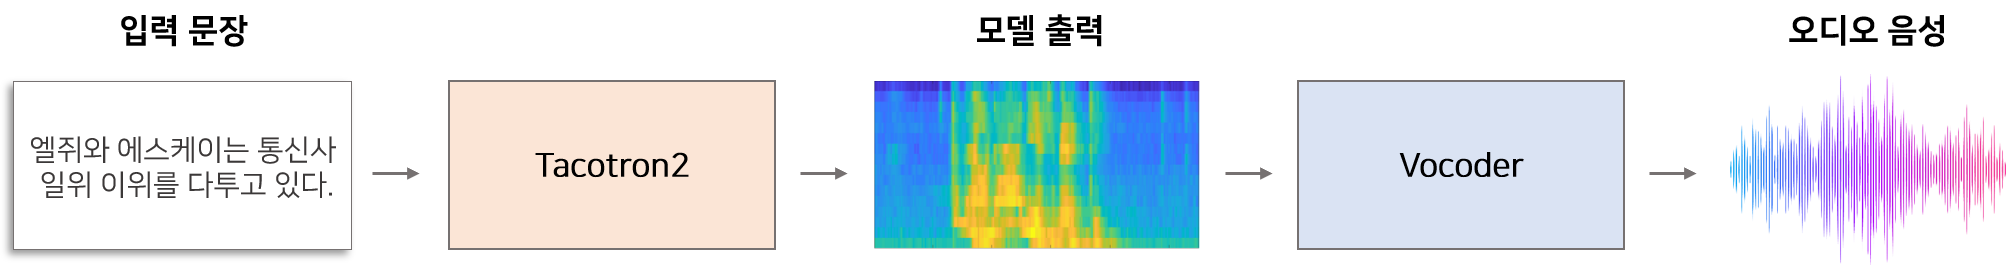 입력 문장
모델 출력
오디오 음성
엘쥐와 에스케이는 통신사
일위 이위를 다투고 있다.
Tacotron2
Vocoder